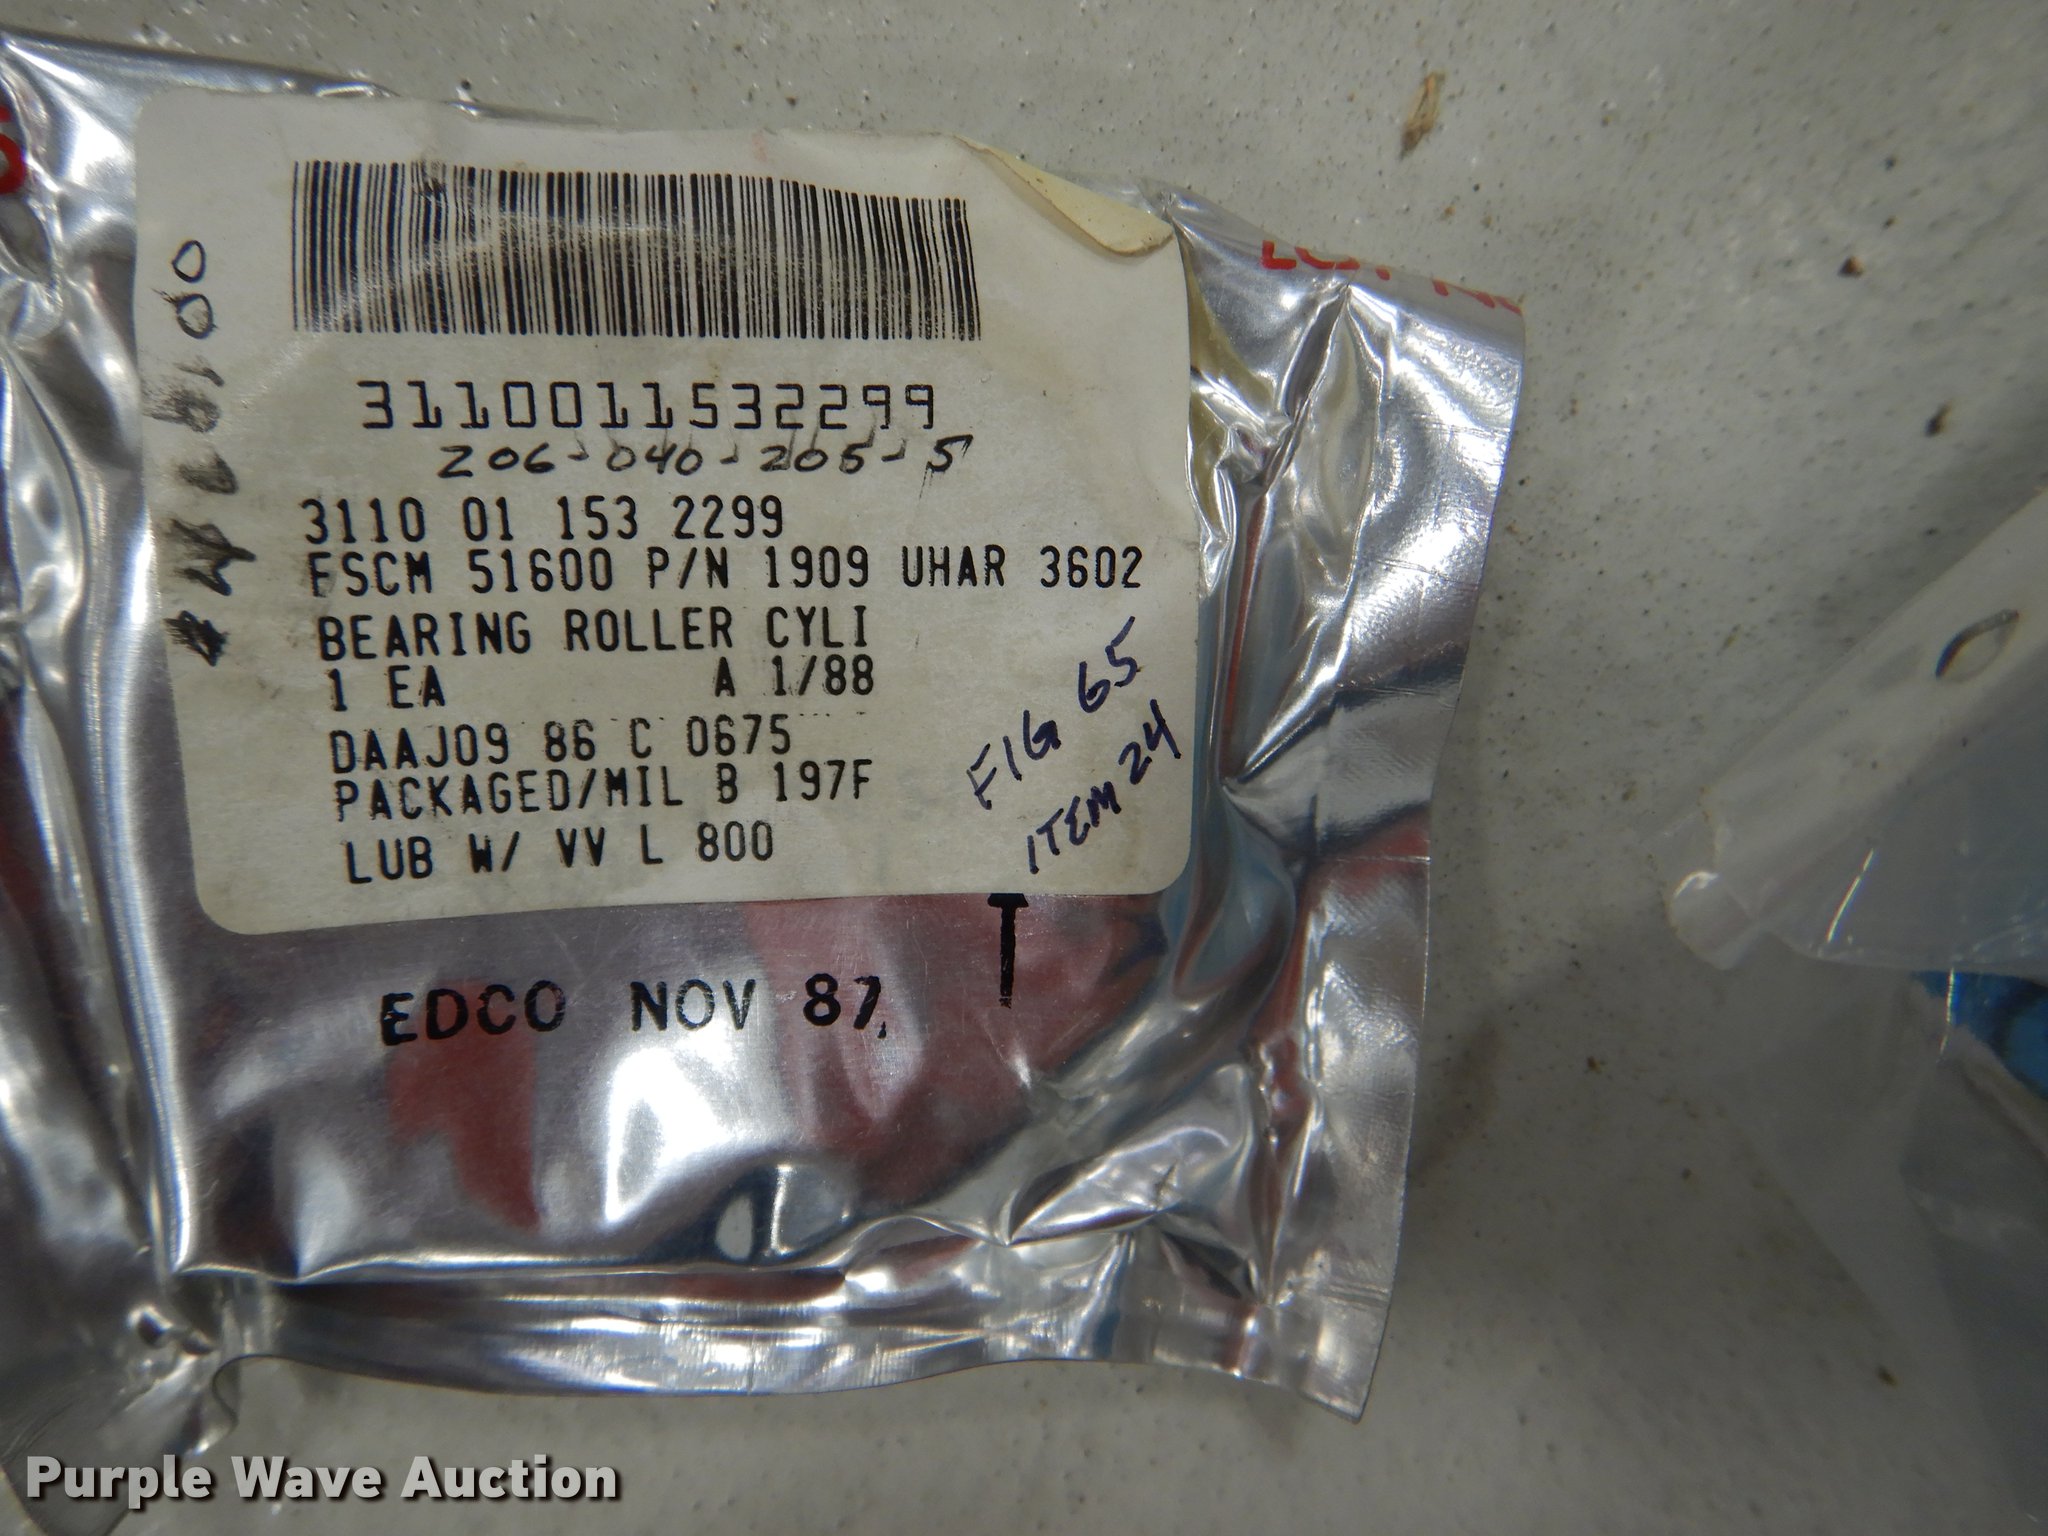 3110011532299
206-040-205-5
3110 01 153 2299
FSCM 51600 P/N 1909 UHAR 3602
BEARING ROLLER CYLI
1 EA A 1/88
DAAJ09 86 C 0675
PACKAGED/MIL B 197F
LUB W/ VV L 800
FIG 65
ITEM 24
EDCO NOV 87
LOT NO
Purple Wave Auction